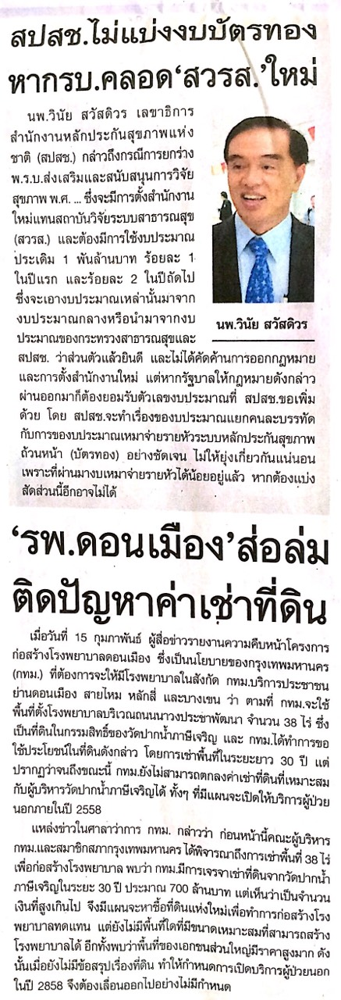 สปสช.ไม่แบ่งงบบัตรทอง
หากรบ.คลอด‘สวรส.’ใหม่
นพ.วินัย สวัสดิวร เลขาธิการ
สำนักงานหลักประกันสุขภาพแห่ง
ชาติ (สปสช.) กล่าวถึงกรณีการยกร่าง
พ.ร.บ.ส่งเสริมและสนับสนุนการวิจัย
สุขภาพ พ.ศ. ... ซึ่งจะมีการตั้งสำนักงาน
ใหม่แทนสถาบันวิจัยระบบสาธารณสุข
(สวรส.) และต้องมีการใช้งบประมาณ
ประเดิม 1 พันล้านบาท ร้อยละ 1
ในปีแรก และร้อยละ 2 ในปีถัดไป
ซึ่งจะเอางบประมาณเหล่านั้นมาจาก
งบประมาณกลางหรือนำมาจากงบ
ประมาณของกระทรวงสาธารณสุขและ
นพ.วินัย สวัสดิวร
สปสช. ว่าส่วนตัวแล้วยินดี และไม่ได้คัดค้านการออกกฎหมาย
และการตั้งสำนักงานใหม่ แต่หากรัฐบาลให้กฎหมายดังกล่าว
ผ่านออกมาก็ต้องยอมรับตัวเลขงบประมาณที่ สปสช.ขอเพิ่ม
ด้วย โดย สปสช.จะทำเรื่องของบประมาณแยกคนละบรรทัด
กับการของบประมาณเหมาจ่ายรายหัวระบบหลักประกันสุขภาพ
ถ้วนหน้า (บัตรทอง) อย่างชัดเจน ไม่ให้ยุ่งเกี่ยวกันแน่นอน
เพราะที่ผ่านมางบเหมาจ่ายรายหัวได้น้อยอยู่แล้ว หากต้องแบ่ง
สัดส่วนนี้อีกอาจไม่ได้
‘รพ.ดอนเมือง’ส่อล่ม
ติดปัญหาค่าเช่าที่ดิน
เมื่อวันที่ 15 กุมภาพันธ์ ผู้สื่อข่าวรายงานความคืบหน้าโครงการ
ก่อสร้างโรงพยาบาลดอนเมือง ซึ่งเป็นนโยบายของกรุงเทพมหานคร
(กทม.) ที่ต้องการจะให้มีโรงพยาบาลในสังกัด กทม.บริการประชาชน
ย่านดอนเมือง สายไหม หลักสี่ และบางเขน ว่า ตามที่ กทม.จะใช้
พื้นที่ตั้งโรงพยาบาลบริเวณถนนนาวงประชาพัฒนา จำนวน 38 ไร่ ซึ่ง
เป็นที่ดินในกรรมสิทธิ์ของวัดปากน้ำภาษีเจริญ และ กทม.ได้ทำการขอ
ใช้ประโยชน์ในที่ดินดังกล่าว โดยการเช่าพื้นที่ในระยะยาว 30 ปี แต่
ปรากฏว่าจนถึงขณะนี้ กทม.ยังไม่สามารถตกลงค่าเช่าที่ดินที่เหมาะสม
กับผู้บริหารวัดปากน้ำภาษีเจริญได้ ทั้งๆ ที่มีแผนจะเปิดให้บริการผู้ป่วย
นอกภายในปี 2558
แหล่งข่าวในศาลาว่าการ กทม. กล่าวว่า ก่อนหน้านี้คณะผู้บริหาร
กทม.และสมาชิกสภากรุงเทพมหานคร ได้พิจารณาถึงการเช่าพื้นที่ 38 ไร่
เพื่อก่อสร้างโรงพยาบาล พบว่า กทม.มีการเจรจาเช่าที่ดินจากวัดปากน้ำ
ภาษีเจริญในระยะ 30 ปี ประมาณ 700 ล้านบาท แต่เห็นว่าเป็นจำนวน
เงินที่สูงเกินไป จึงมีแผนจะหาซื้อที่ดินแห่งใหม่เพื่อทำการก่อสร้างโรง
พยาบาลทดแทน แต่ยังไม่มีพื้นที่ใดที่มีขนาดเหมาะสมที่สามารถสร้าง
โรงพยาบาลได้ อีกทั้งพบว่าพื้นที่ของเอกชนส่วนใหญ่มีราคาสูงมาก ดัง
นั้นเมื่อยังไม่มีข้อสรุปเรื่องที่ดิน ทำให้กำหนดการเปิดบริการผู้ป่วยนอก
ในปี 2858 จึงต้องเลื่อนออกไปอย่างไม่มีกำหนด